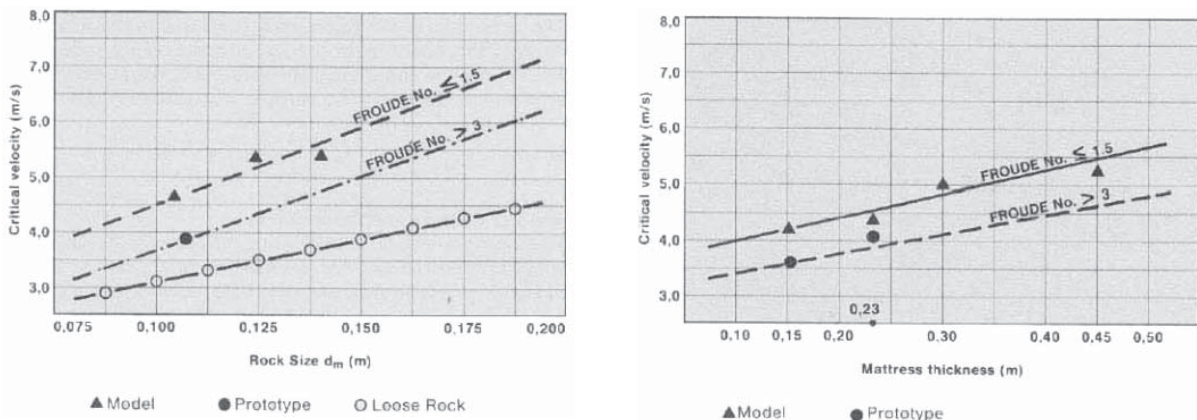 8,0
7,0
6,0
5,0
4,0
3,0
Critical velocity (m/s)
FROUDE No. ≤ 1.5
FROUDE No. > 3
0,075 0,100 0,125 0,150 0,175 0,200
Rock Size dm (m)
▲ Model ● Prototype ○ Loose Rock
8,0
7,0
6,0
5,0
4,0
3,0
Critical velocity (m/s)
FROUDE No. ≤ 1.5
FROUDE No. > 3
0,23
0,10 0,15 0,30 0,40 0,45 0,50
Mattress thickness (m)
▲ Model ● Prototype